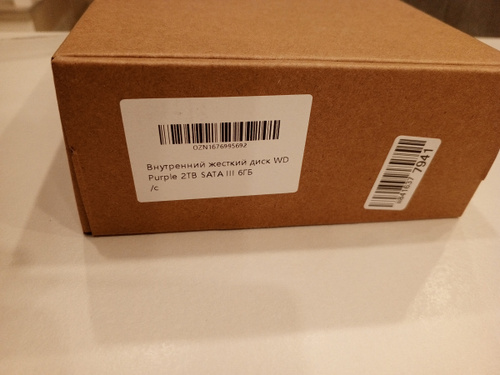 OZN1676995692
Внутренний жесткий диск WD
Purple 2TB SATA III 6ГБ
/с
7941